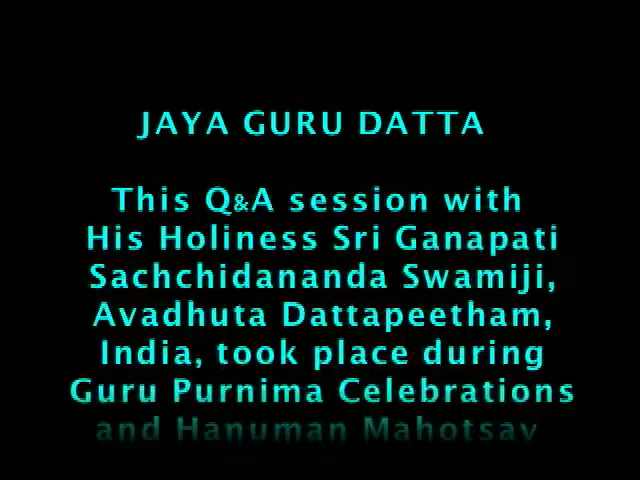 JAYA GURU DATTA
This Q&A session with
His Holiness Sri Ganapati
Sachchidananda Swamiji,
Avadhuta Dattapeetham,
India, took place during
Guru Purnima Celebrations
and Hanuman Mahotsav